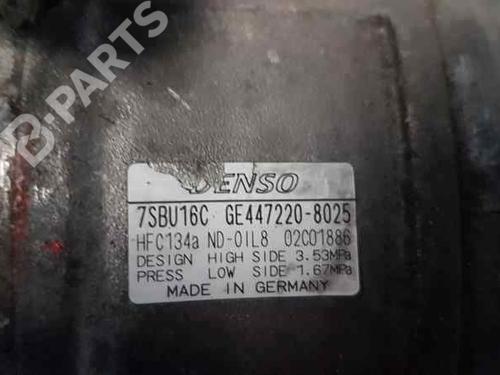 B-PARTS
DENSO
7SBU16C GE447220-8025
HFC134a ND-OIL8 02C01886
DESIGN HIGH SIDE 3.53MPa
PRESS LOW SIDE 1.67MPa
MADE IN GERMANY